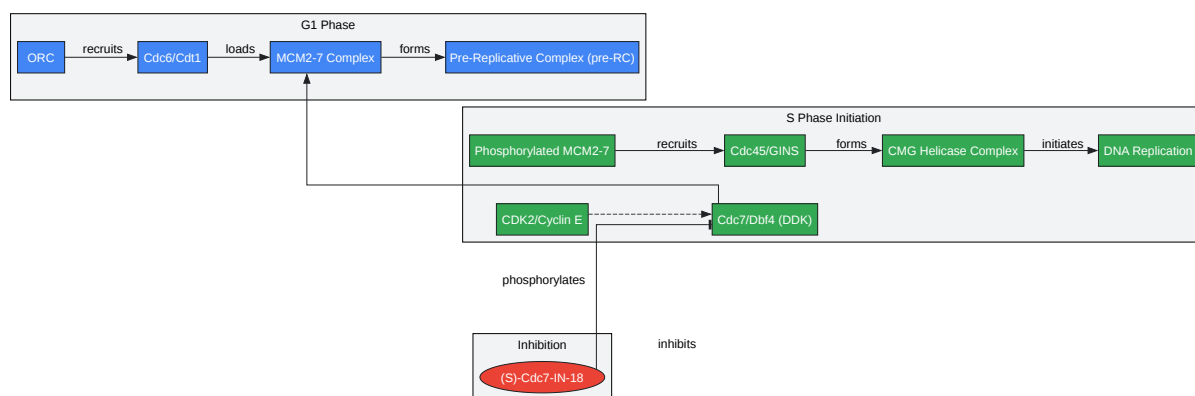 G1 Phase
ORC
recruits
Cdc6/Cdt1
loads
MCM2-7 Complex
forms
Pre-Replicative Complex (pre-RC)
S Phase Initiation
Phosphorylated MCM2-7
recruits
Cdc45/GINS
forms
CMG Helicase Complex
initiates
DNA Replication
CDK2/Cyclin E
Cdc7/Dbf4 (DDK)
phosphorylates
Inhibition
inhibits
(S)-Cdc7-IN-18